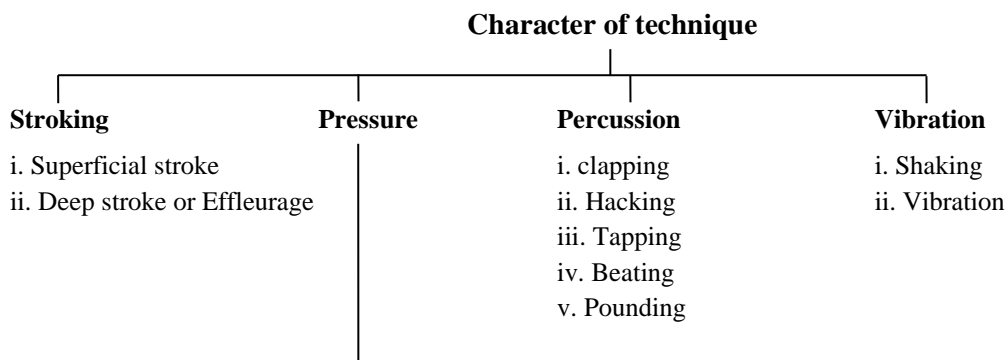 Character of technique
Stroking
Pressure
Percussion
Vibration
i. Superficial stroke
ii. Deep stroke or Effleurage
i. clapping
ii. Hacking
iii. Tapping
iv. Beating
v. Pounding
i. Shaking
ii. Vibration